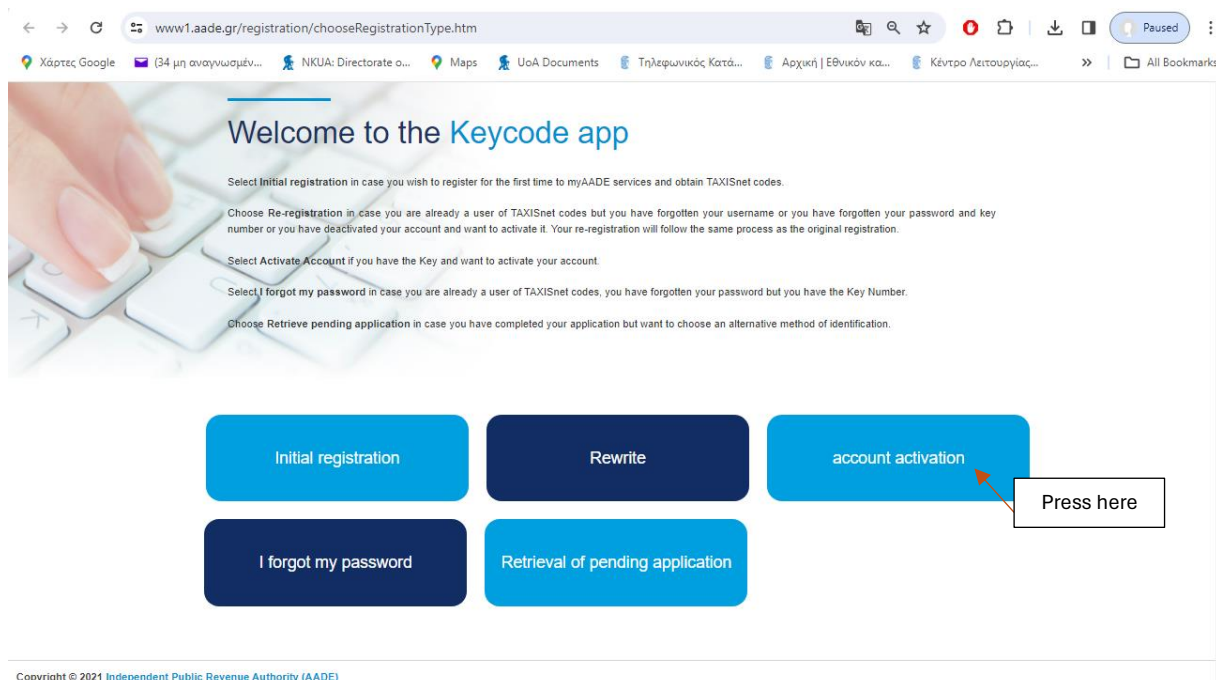 www1.aade.gr/registration/chooseRegistrationType.htm
Paused
Χάρτες Google
(34 μη αναγνωσμέν...
NKUA: Directorate o...
Maps
UoA Documents
Τηλεφωνικός Κατά...
Αρχική | Εθνικόν κα...
Κέντρο Λειτουργίας...
»
All Bookmarks
Welcome to the Keycode app
Select Initial registration in case you wish to register for the first time to myAADE services and obtain TAXISnet codes.
Choose Re-registration in case you are already a user of TAXISnet codes but you have forgotten your username or you have forgotten your password and key
number or you have deactivated your account and want to activate it. Your re-registration will follow the same process as the original registration.
Select Activate Account if you have the Key and want to activate your account.
Select I forgot my password in case you are already a user of TAXISnet codes, you have forgotten your password but you have the Key Number.
Choose Retrieve pending application in case you have completed your application but want to choose an alternative method of identification.
Initial registration
Rewrite
account activation
Press here
I forgot my password
Retrieval of pending application
Copyright © 2021 Independent Public Revenue Authority (AADE)